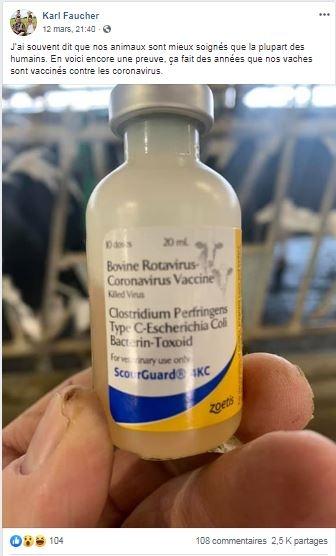 Karl Faucher
12 mars, 21:40 ·
J'ai souvent dit que nos animaux sont mieux soignés que la plupart des
humains. En voici encore une preuve, ça fait des années que nos vaches
sont vaccinés contre les coronavirus.
10 doses 20 mL
Bovine Rotavirus-
Coronavirus Vaccine
Killed Virus
Clostridium Perfringens
Type C-Escherichia Coli
Bacterin-Toxoid
For veterinary use only
ScourGuard® 4KC
zoetis
104
108 commentaires 2,5 K partages